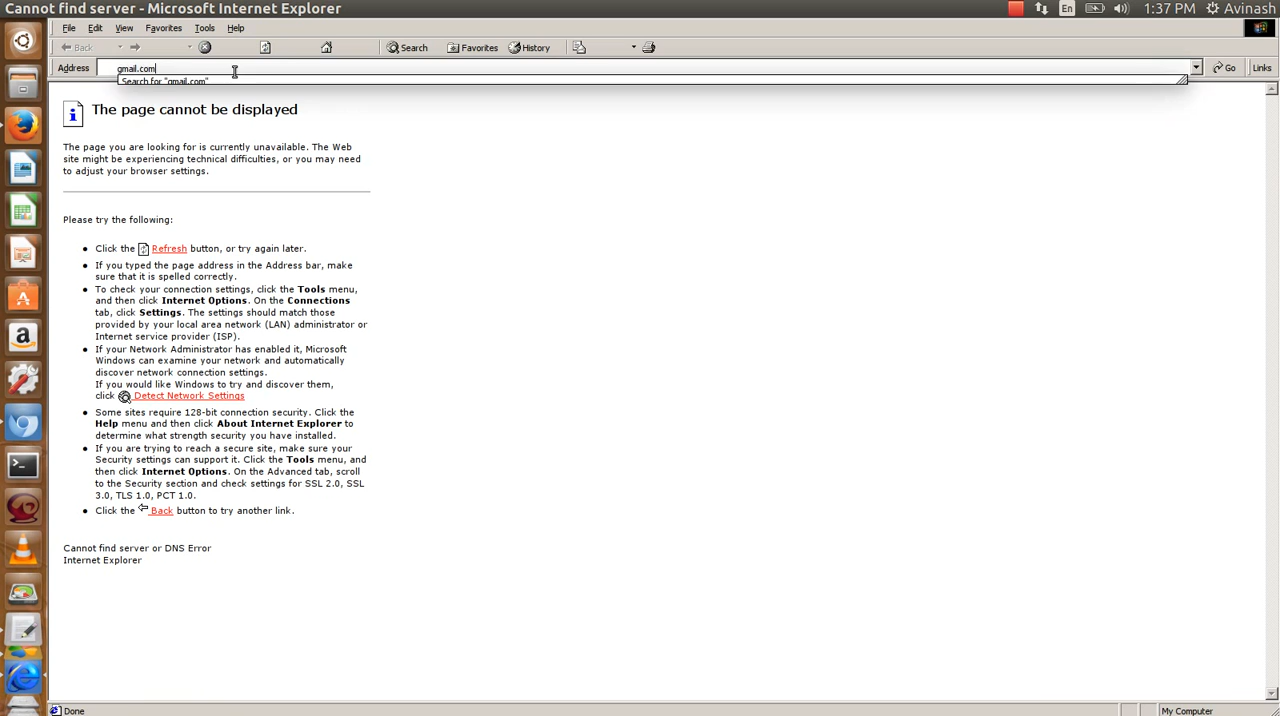 Cannot find server - Microsoft Internet Explorer
En
1:37 PM
Avinash
File Edit View Favorites Tools Help
Back
Search
Favorites
History
Address
gmail.com
Go
Links
Search for "gmail.com"
The page cannot be displayed
The page you are looking for is currently unavailable. The Web
site might be experiencing technical difficulties, or you may need
to adjust your browser settings.
Please try the following:
Click the Refresh button, or try again later.
If you typed the page address in the Address bar, make
sure that it is spelled correctly.
To check your connection settings, click the Tools menu,
and then click Internet Options. On the Connections
tab, click Settings. The settings should match those
provided by your local area network (LAN) administrator or
Internet service provider (ISP).
If your Network Administrator has enabled it, Microsoft
Windows can examine your network and automatically
discover network connection settings.
If you would like Windows to try and discover them,
click Detect Network Settings
Some sites require 128-bit connection security. Click the
Help menu and then click About Internet Explorer to
determine what strength security you have installed.
If you are trying to reach a secure site, make sure your
Security settings can support it. Click the Tools menu, and
then click Internet Options. On the Advanced tab, scroll
to the Security section and check settings for SSL 2.0, SSL
3.0, TLS 1.0, PCT 1.0.
Click the Back button to try another link.
Cannot find server or DNS Error
Internet Explorer
Done
My Computer